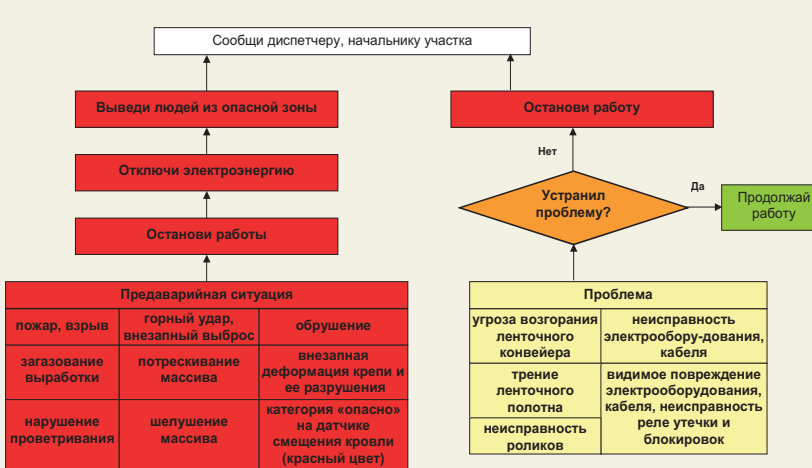 Сообщи диспетчеру, начальнику участка
Выведи людей из опасной зоны
Останови работу
Нет
Отключи электроэнергию
Устранил
проблему?
Да
Продолжай
работу
Останови работы
Предаварийная ситуация
пожар, взрыв
горный удар,
внезапный выброс
обрушение
загазование
выработки
потрескивание
массива
внезапная
деформация крепи и
ее разрушения
нарушение
проветривания
шелушение
массива
категория «опасно»
на датчике
смещения кровли
(красный цвет)
Проблема
угроза возгорания
ленточного
конвейера
неисправность
электрообору-дования,
кабеля
трение
ленточного
полотна
видимое повреждение
электрооборудования,
кабеля, неисправность
реле утечки и
блокировок
неисправность
роликов